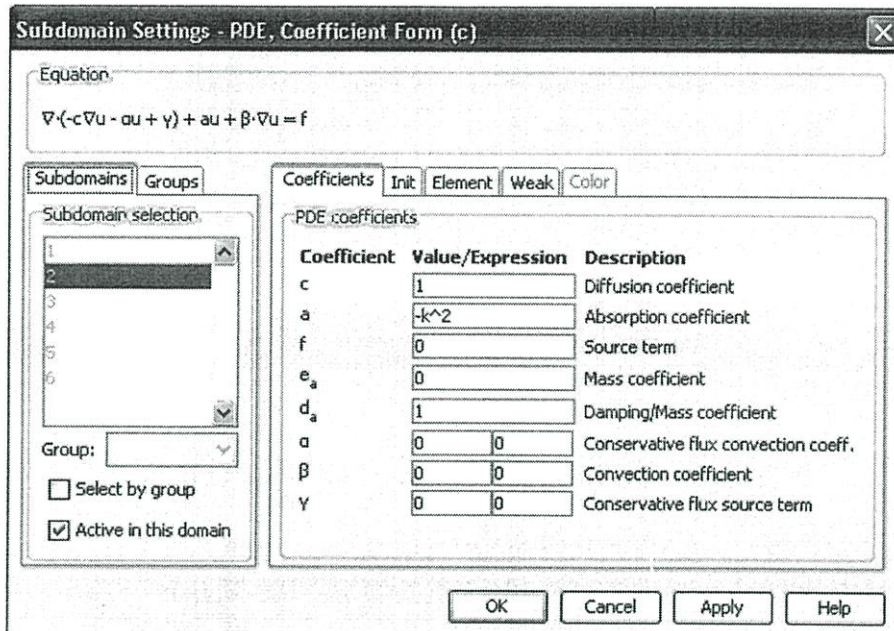 Subdomain Settings - PDE, Coefficient Form (c)
Equation
∇·(-c∇u - αu + γ) + au + β·∇u = f
Subdomains Groups
Subdomain selection
1
2
3
4
5
6
Group:
Select by group
Active in this domain
Coefficients Init Element Weak Color
PDE coefficients
Coefficient Value/Expression Description
c 1 Diffusion coefficient
a -k^2 Absorption coefficient
f 0 Source term
e_a 0 Mass coefficient
d_a 1 Damping/Mass coefficient
α 0 0 Conservative flux convection coeff.
β 0 0 Convection coefficient
γ 0 0 Conservative flux source term
OK Cancel Apply Help